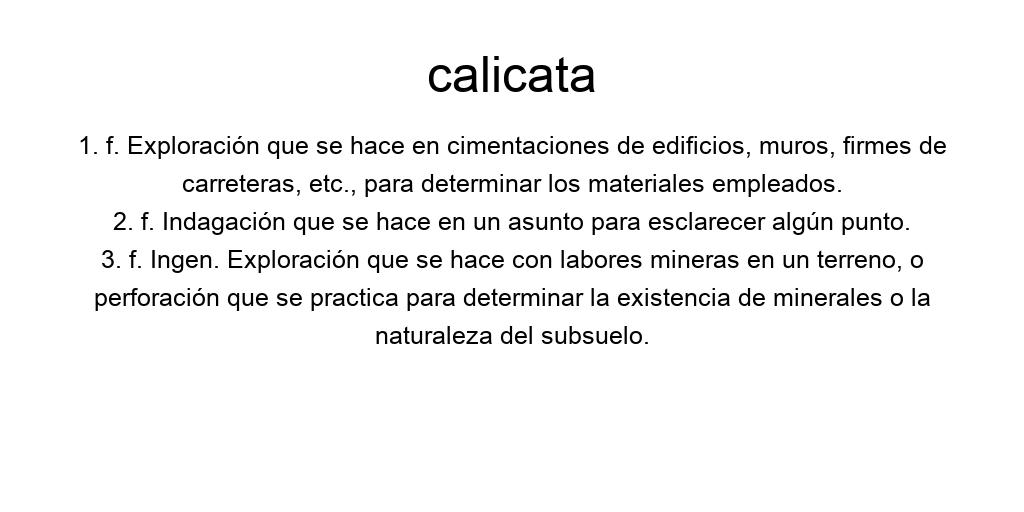 calicata
1. f. Exploración que se hace en cimentaciones de edificios, muros, firmes de
carreteras, etc., para determinar los materiales empleados.
2. f. Indagación que se hace en un asunto para esclarecer algún punto.
3. f. Ingen. Exploración que se hace con labores mineras en un terreno, o
perforación que se practica para determinar la existencia de minerales o la
naturaleza del subsuelo.